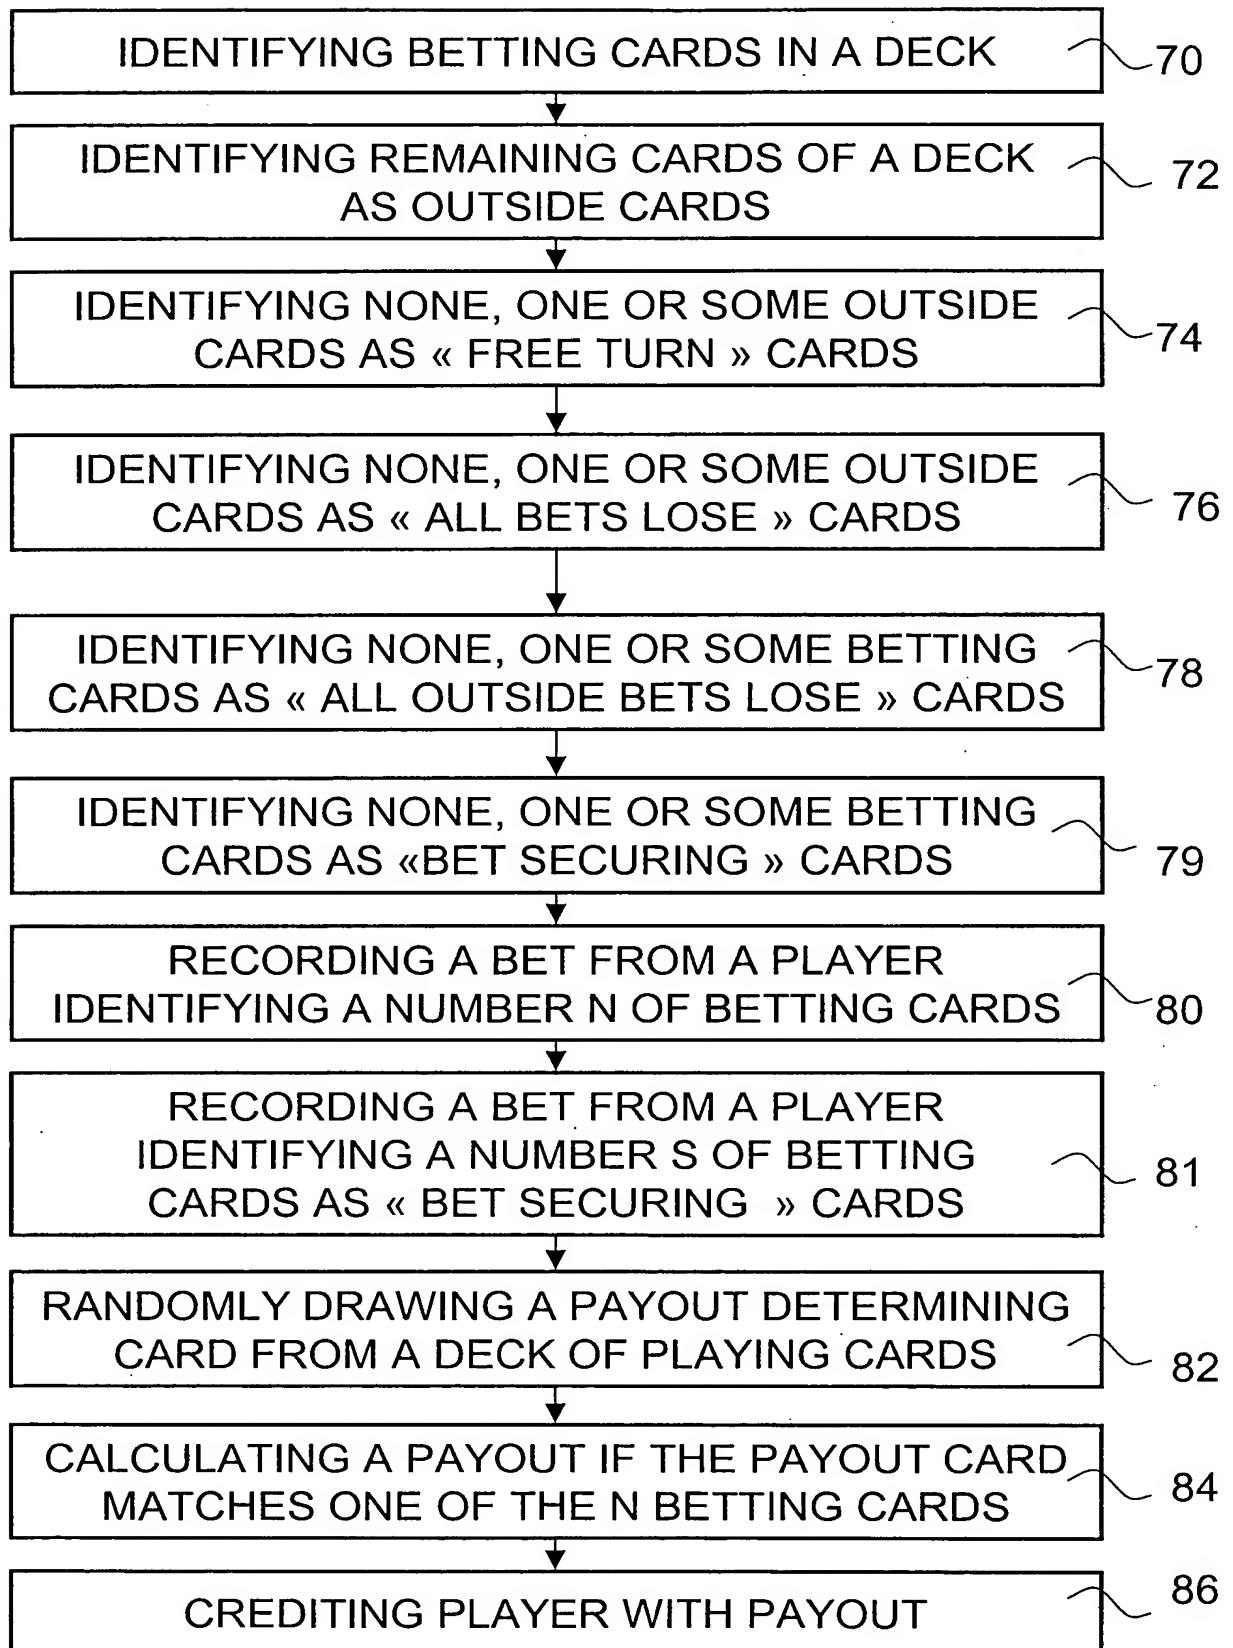 IDENTIFYING BETTING CARDS IN A DECK
70
IDENTIFYING REMAINING CARDS OF A DECK
AS OUTSIDE CARDS
72
IDENTIFYING NONE, ONE OR SOME OUTSIDE
CARDS AS « FREE TURN » CARDS
74
IDENTIFYING NONE, ONE OR SOME OUTSIDE
CARDS AS « ALL BETS LOSE » CARDS
76
IDENTIFYING NONE, ONE OR SOME BETTING
CARDS AS « ALL OUTSIDE BETS LOSE » CARDS
78
IDENTIFYING NONE, ONE OR SOME BETTING
CARDS AS «BET SECURING » CARDS
79
RECORDING A BET FROM A PLAYER
IDENTIFYING A NUMBER N OF BETTING CARDS
80
RECORDING A BET FROM A PLAYER
IDENTIFYING A NUMBER S OF BETTING
CARDS AS « BET SECURING » CARDS
81
RANDOMLY DRAWING A PAYOUT DETERMINING
CARD FROM A DECK OF PLAYING CARDS
82
CALCULATING A PAYOUT IF THE PAYOUT CARD
MATCHES ONE OF THE N BETTING CARDS
84
CREDITING PLAYER WITH PAYOUT
86